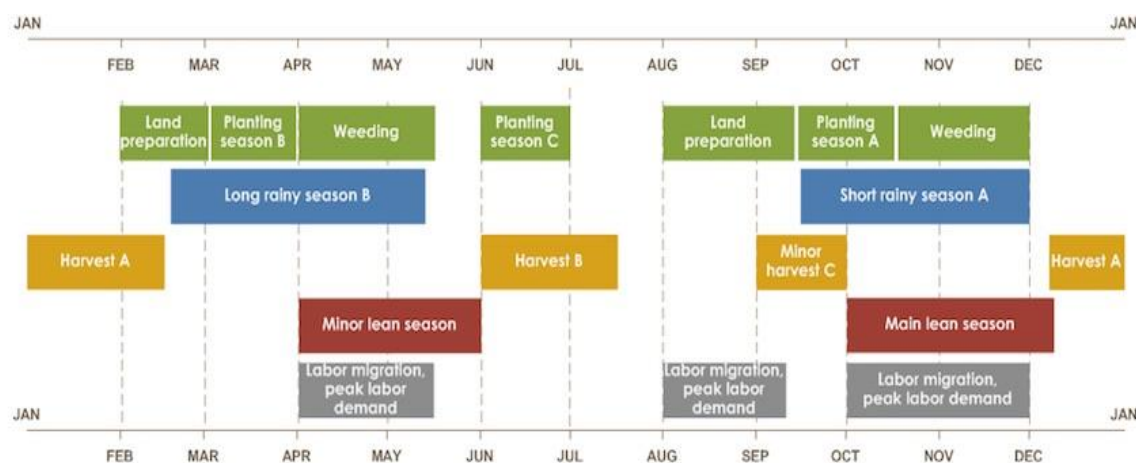 JAN JAN
FEB MAR APR MAY JUN JUL AUG SEP OCT NOV DEC
Land
preparation
Planting
season B
Weeding
Planting
season C
Land
preparation
Planting
season A
Weeding
Long rainy season B
Short rainy season A
Harvest A
Harvest B
Minor
harvest C
Harvest A
Minor lean season
Main lean season
Labor migration,
peak labor
demand
Labor migration,
peak labor
demand
Labor migration,
peak labor demand
JAN JAN
FEB MAR APR MAY JUN JUL AUG SEP OCT NOV DEC